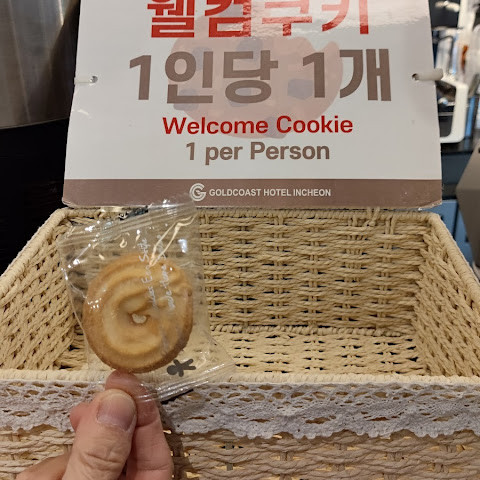 웰컴쿠키
1인당 1개
Welcome Cookie
1 per Person
GOLDCOAST HOTEL INCHEON